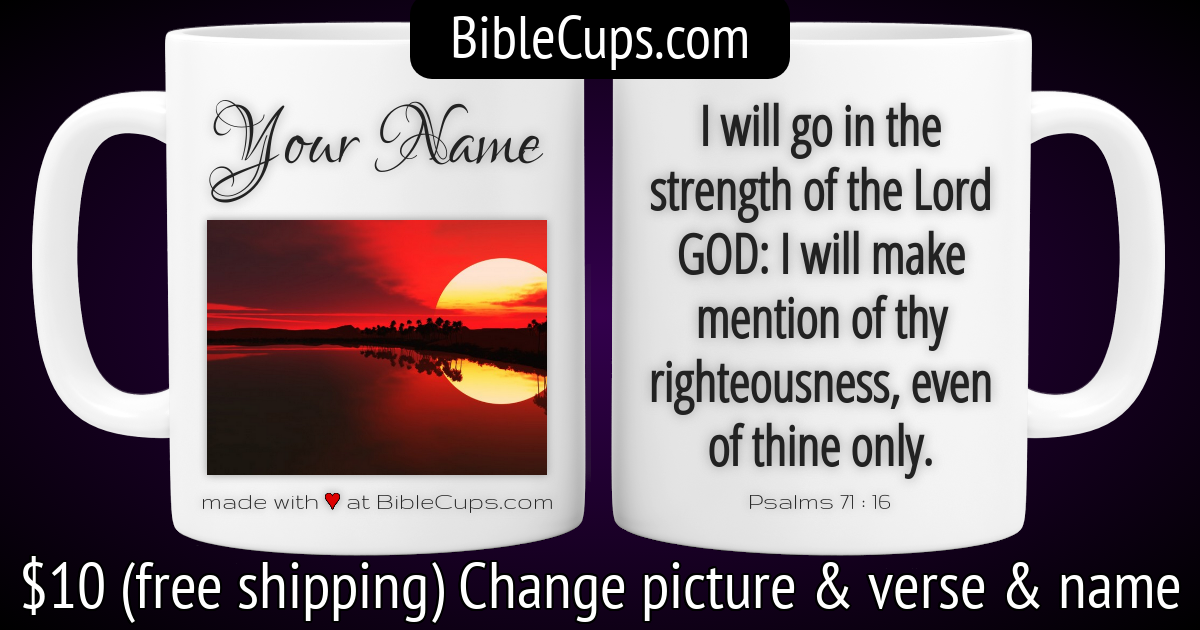 BibleCups.com
Your Name
made with ❤ at BibleCups.com
I will go in the
strength of the Lord
GOD: I will make
mention of thy
righteousness, even
of thine only.
Psalms 71 : 16
$10 (free shipping) Change picture & verse & name